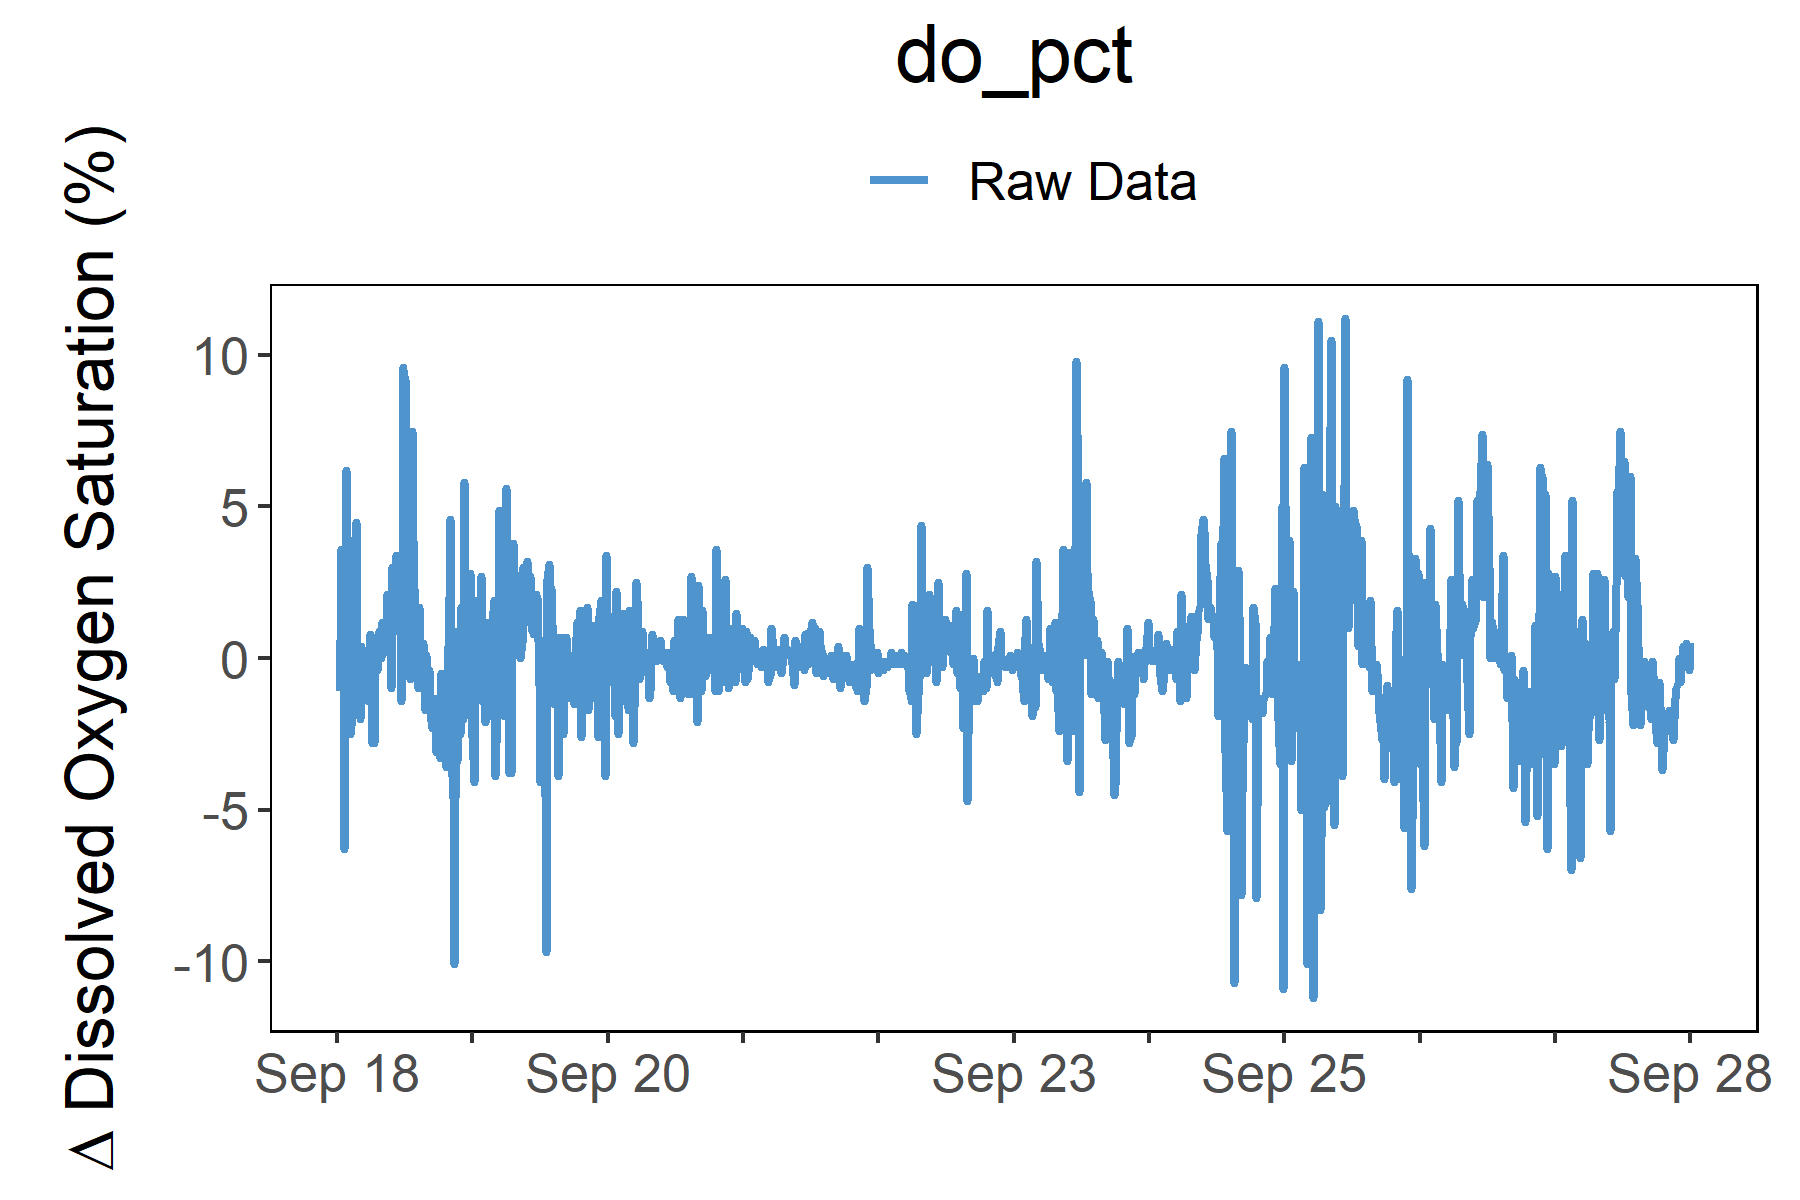 do_pct
Raw Data
Δ Dissolved Oxygen Saturation (%)
10
5
0
-5
-10
Sep 18 Sep 20 Sep 23 Sep 25 Sep 28